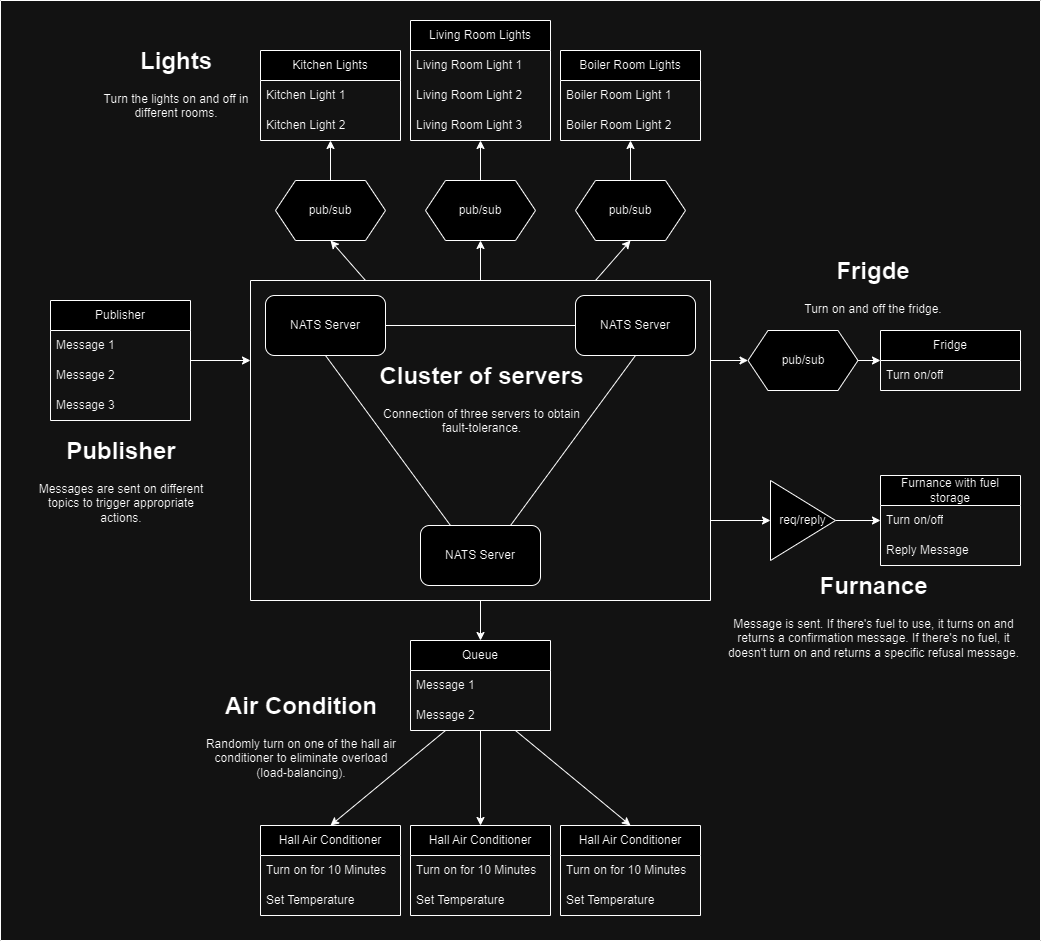 Lights
Turn the lights on and off in
different rooms.
Kitchen Lights
Kitchen Light 1
Kitchen Light 2
Living Room Lights
Living Room Light 1
Living Room Light 2
Living Room Light 3
Boiler Room Lights
Boiler Room Light 1
Boiler Room Light 2
pub/sub
pub/sub
pub/sub
Publisher
Message 1
Message 2
Message 3
Publisher
Messages are sent on different
topics to trigger appropriate
actions.
NATS Server
NATS Server
Cluster of servers
Connection of three servers to obtain
fault-tolerance.
NATS Server
Frigde
Turn on and off the fridge.
pub/sub
Fridge
Turn on/off
req/reply
Furnance with fuel
storage
Turn on/off
Reply Message
Furnance
Message is sent. If there's fuel to use, it turns on and
returns a confirmation message. If there's no fuel, it
doesn't turn on and returns a specific refusal message.
Queue
Message 1
Message 2
Air Condition
Randomly turn on one of the hall air
conditioner to eliminate overload
(load-balancing).
Hall Air Conditioner
Turn on for 10 Minutes
Set Temperature
Hall Air Conditioner
Turn on for 10 Minutes
Set Temperature
Hall Air Conditioner
Turn on for 10 Minutes
Set Temperature